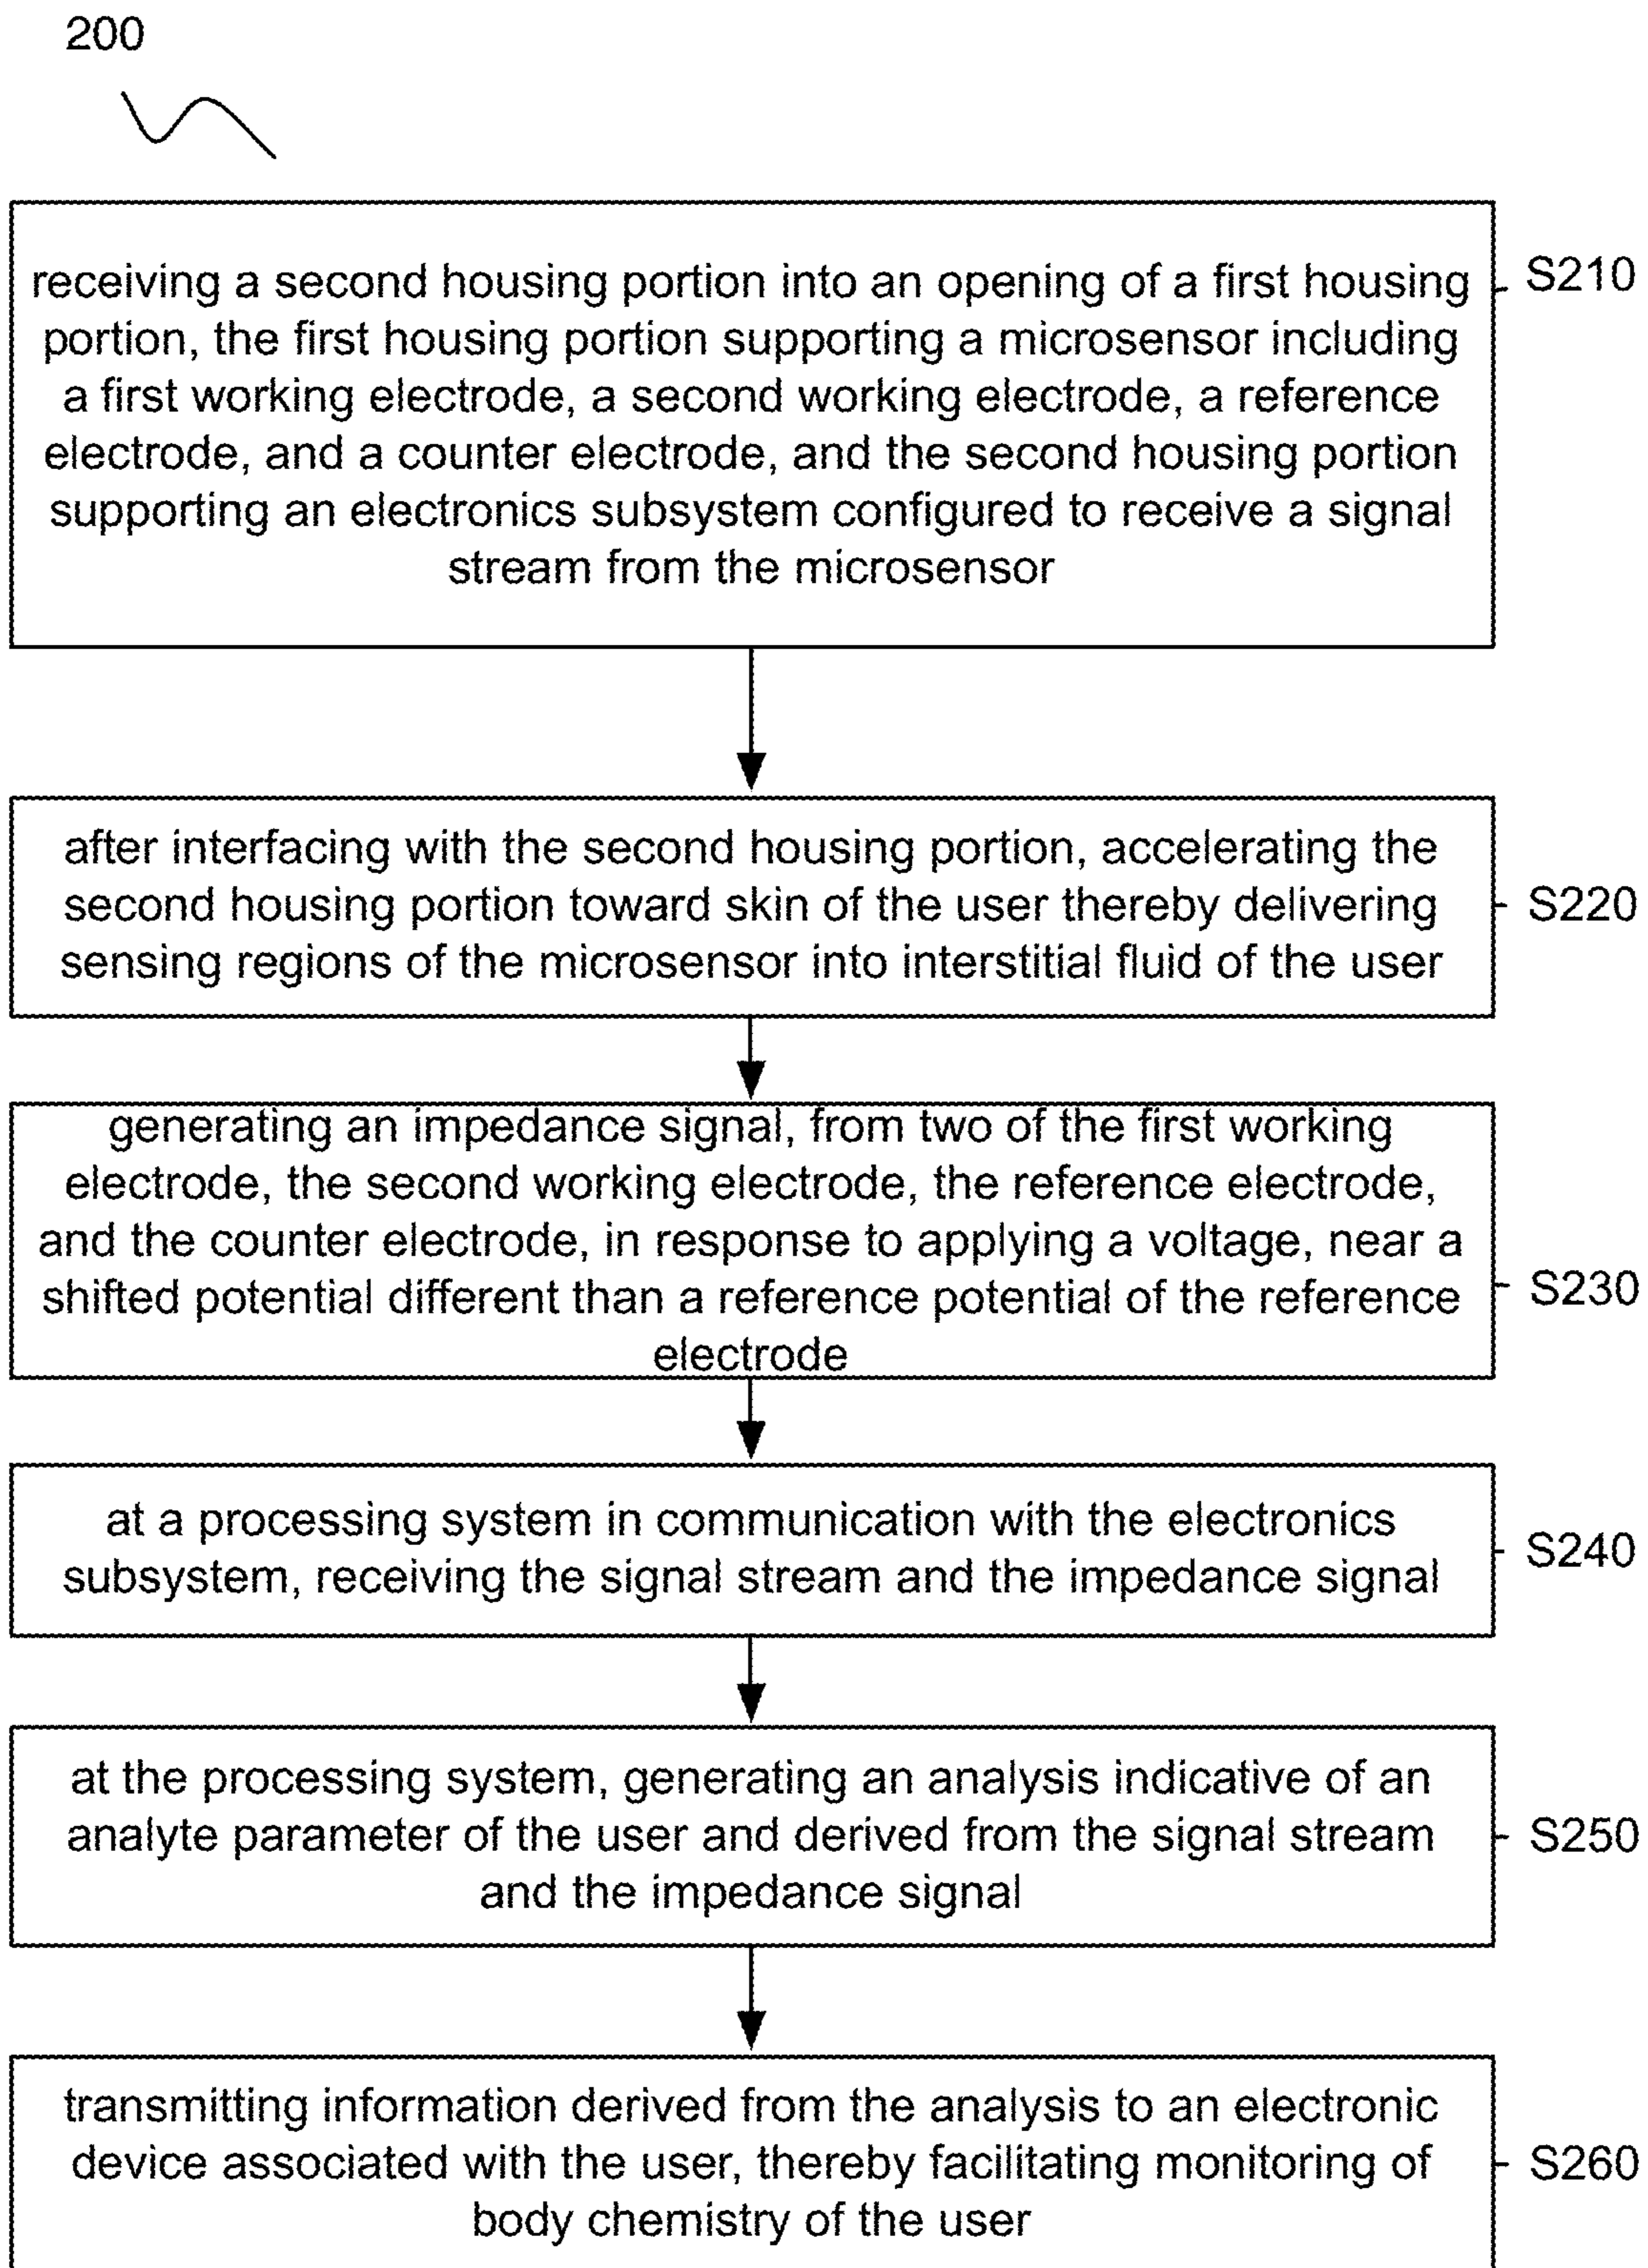 200
receiving a second housing portion into an opening of a first housing
portion, the first housing portion supporting a microsensor including
a first working electrode, a second working electrode, a reference
electrode, and a counter electrode, and the second housing portion
supporting an electronics subsystem configured to receive a signal
stream from the microsensor
S210
after interfacing with the second housing portion, accelerating the
second housing portion toward skin of the user thereby delivering
sensing regions of the microsensor into interstitial fluid of the user
S220
generating an impedance signal, from two of the first working
electrode, the second working electrode, the reference electrode,
and the counter electrode, in response to applying a voltage, near a
shifted potential different than a reference potential of the reference
electrode
S230
at a processing system in communication with the electronics
subsystem, receiving the signal stream and the impedance signal
S240
at the processing system, generating an analysis indicative of an
analyte parameter of the user and derived from the signal stream
and the impedance signal
S250
transmitting information derived from the analysis to an electronic
device associated with the user, thereby facilitating monitoring of
body chemistry of the user
S260